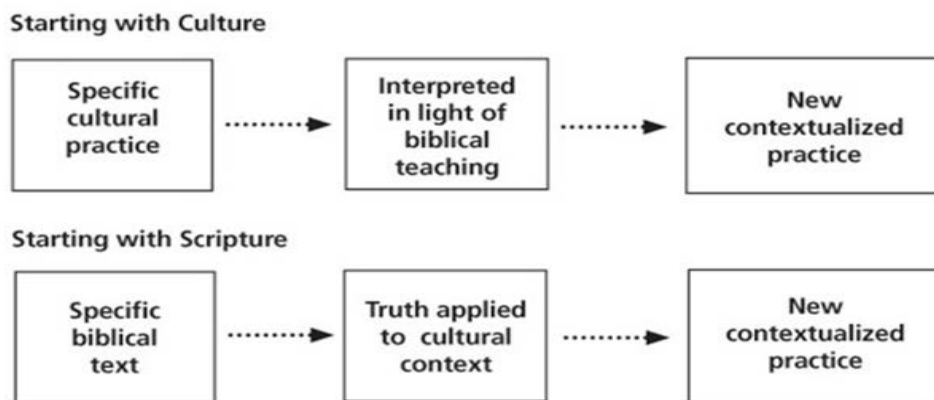 Starting with Culture
Specific
cultural
practice
Interpreted
in light of
biblical
teaching
New
contextualized
practice
Starting with Scripture
Specific
biblical
text
Truth applied
to cultural
context
New
contextualized
practice